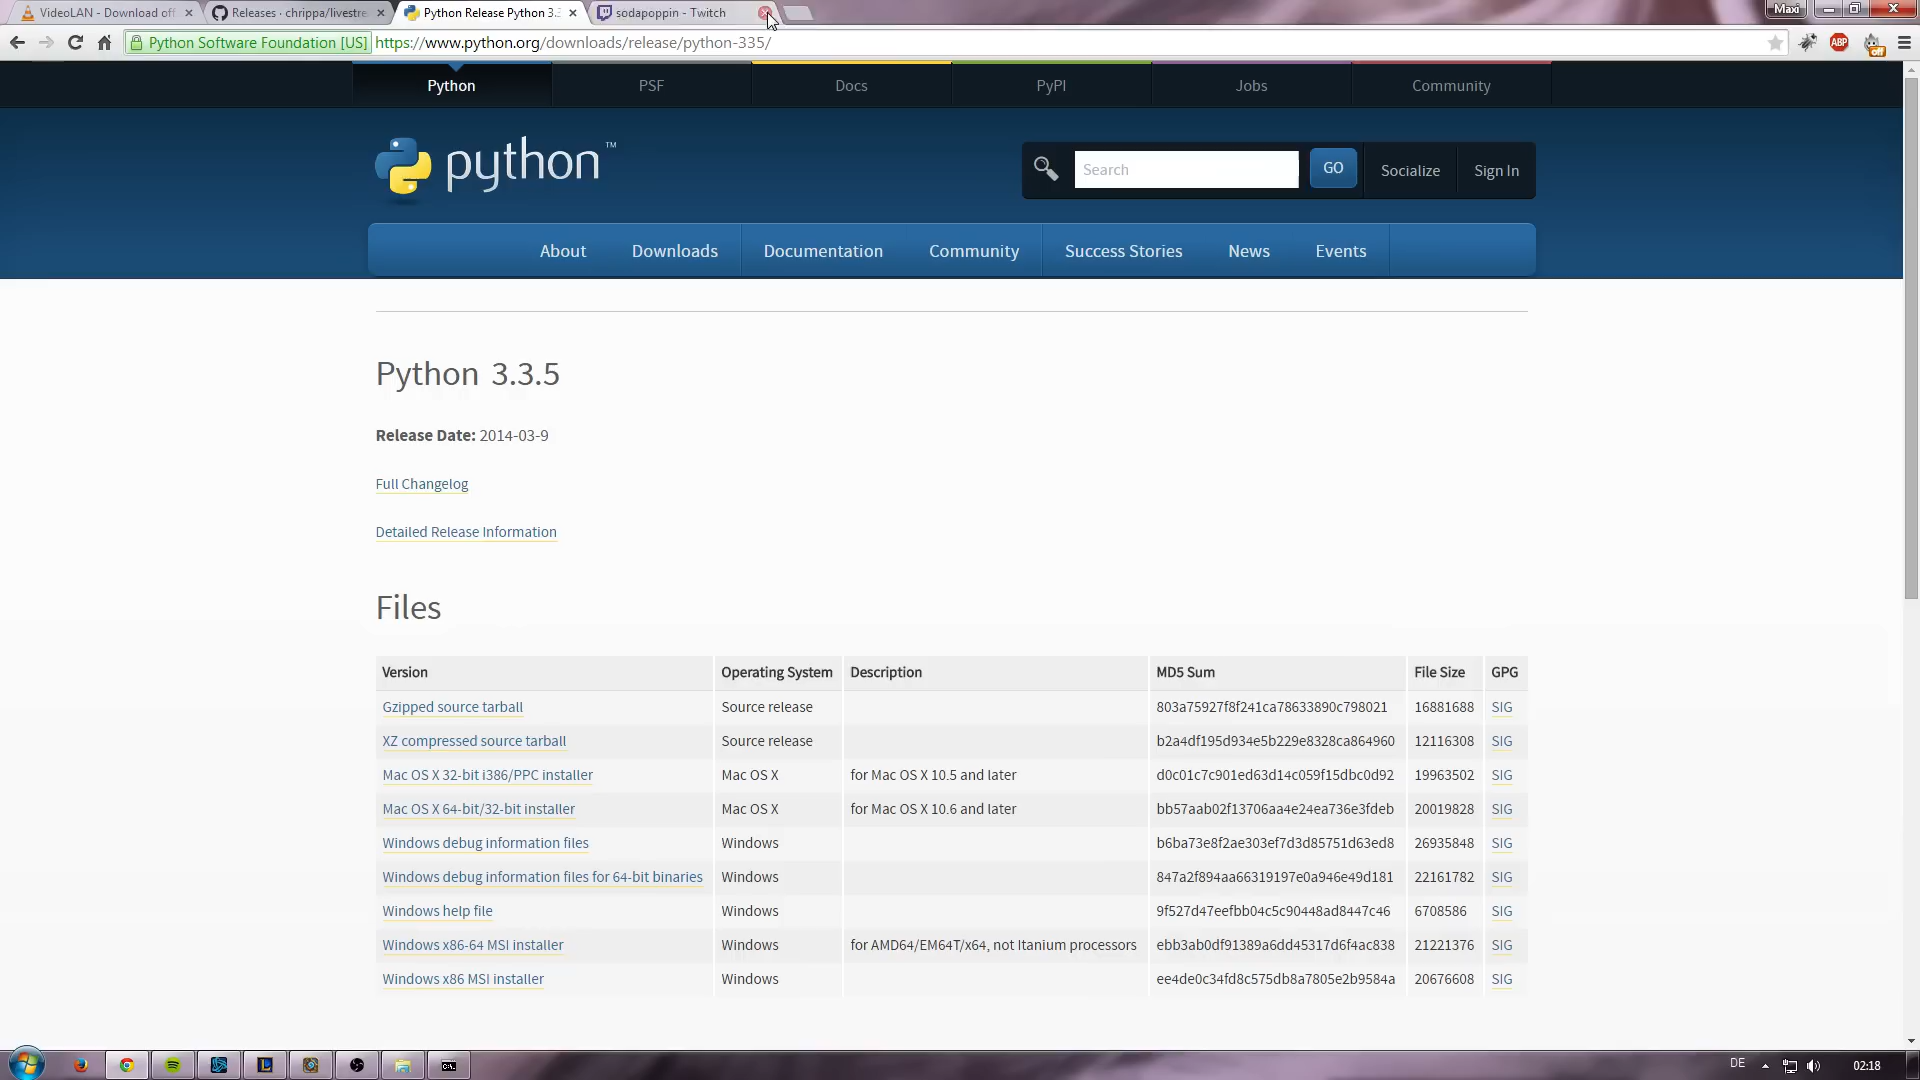 VideoLAN - Download off
Releases · chrippa/livestre
Python Release Python 3.3
sodapoppin - Twitch
Maxi
Python Software Foundation [US]
https://www.python.org/downloads/release/python-335/
ABP
off
Python
PSF
Docs
PyPI
Jobs
Community
python™
Search
GO
Socialize
Sign In
About
Downloads
Documentation
Community
Success Stories
News
Events
Python 3.3.5
Release Date: 2014-03-9
Full Changelog
Detailed Release Information
Files
Version Operating System Description MD5 Sum File Size GPG
Gzipped source tarball Source release 803a75927f8f241ca78633890c798021 16881688 SIG
XZ compressed source tarball Source release b2a4df195d934e5b229e8328ca864960 12116308 SIG
Mac OS X 32-bit i386/PPC installer Mac OS X for Mac OS X 10.5 and later d0c01c7c901ed63d14c059f15dbc0d92 19963502 SIG
Mac OS X 64-bit/32-bit installer Mac OS X for Mac OS X 10.6 and later bb57aab02f13706aa4e24ea736e3fdeb 20019828 SIG
Windows debug information files Windows b6ba73e8f2ae303ef7d3d85751d63ed8 26935848 SIG
Windows debug information files for 64-bit binaries Windows 847a2f894aa66319197e0a946e49d181 22161782 SIG
Windows help file Windows 9f527d47eefbb04c5c90448ad8447c46 6708586 SIG
Windows x86-64 MSI installer Windows for AMD64/EM64T/x64, not Itanium processors ebb3ab0df91389a6dd45317d6f4ac838 21221376 SIG
Windows x86 MSI installer Windows ee4de0c34fd8c575db8a7805e2b9584a 20676608 SIG
DE
02:18